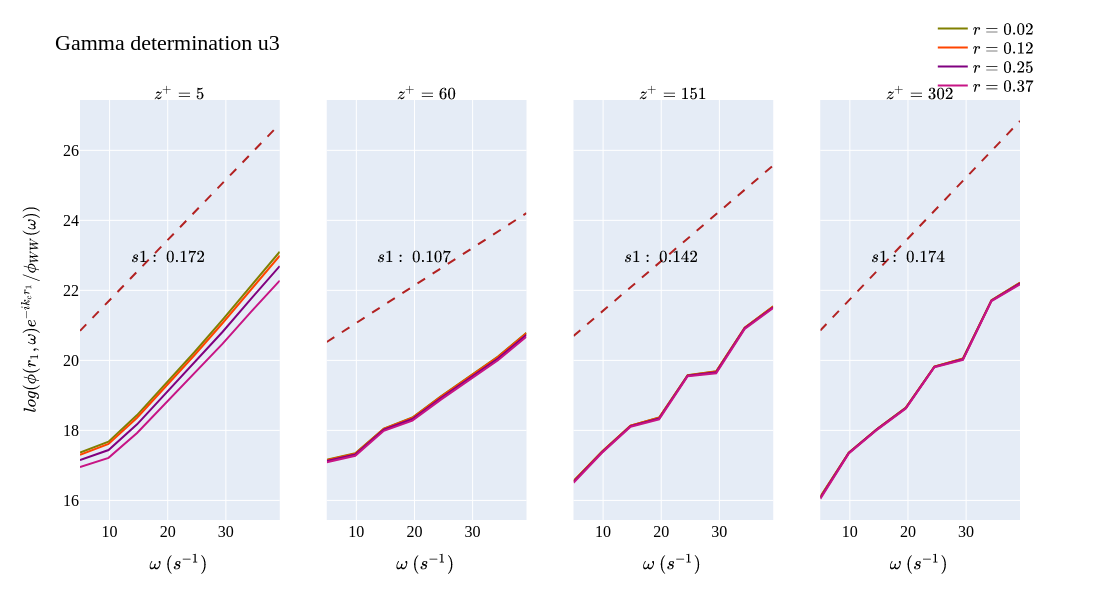 Gamma determination u3
r = 0.02
r = 0.12
r = 0.25
r = 0.37
z⁺ = 5
z⁺ = 60
z⁺ = 151
z⁺ = 302
log(ϕ(r₁, ω)e^{−ik_c r₁}/ϕ_{WW}(ω))
26
24
22
20
18
16
s1 : 0.172
s1 : 0.107
s1 : 0.142
s1 : 0.174
10 20 30
10 20 30
10 20 30
10 20 30
ω (s⁻¹)
ω (s⁻¹)
ω (s⁻¹)
ω (s⁻¹)